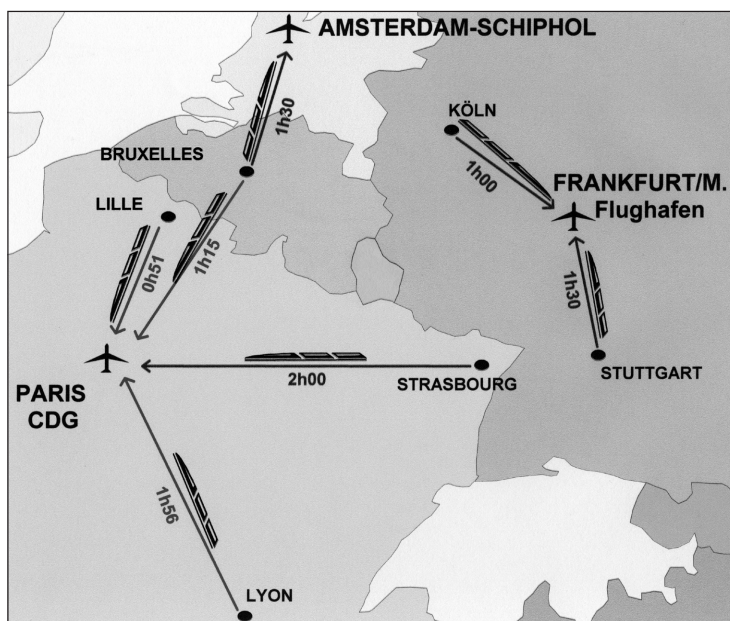 AMSTERDAM-SCHIPHOL
1h30
KÖLN
BRUXELLES
1h00
FRANKFURT/M.
Flughafen
LILLE
0h51
1h15
1h30
PARIS
CDG
2h00
STRASBOURG
STUTTGART
1h56
LYON